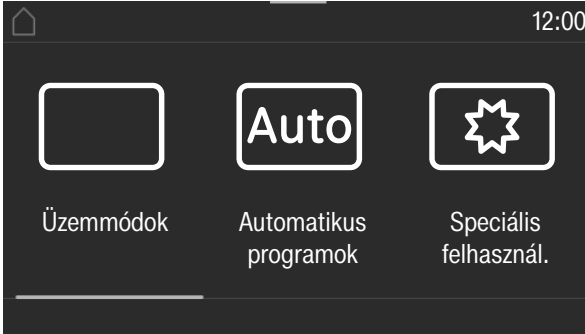 12:00
Auto
Üzemmódok
Automatikus
programok
Speciális
felhasznál.